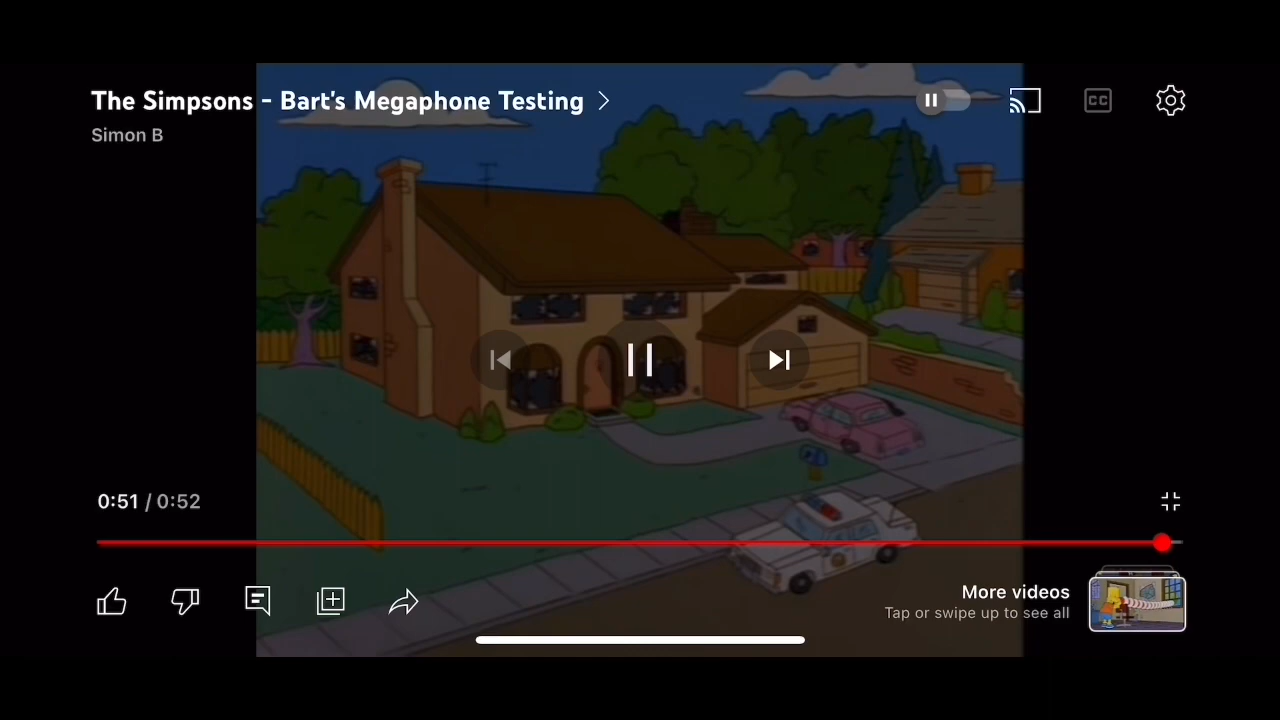 The Simpsons - Bart's Megaphone Testing
CC
Simon B
0:51 / 0:52
More videos
Tap or swipe up to see all